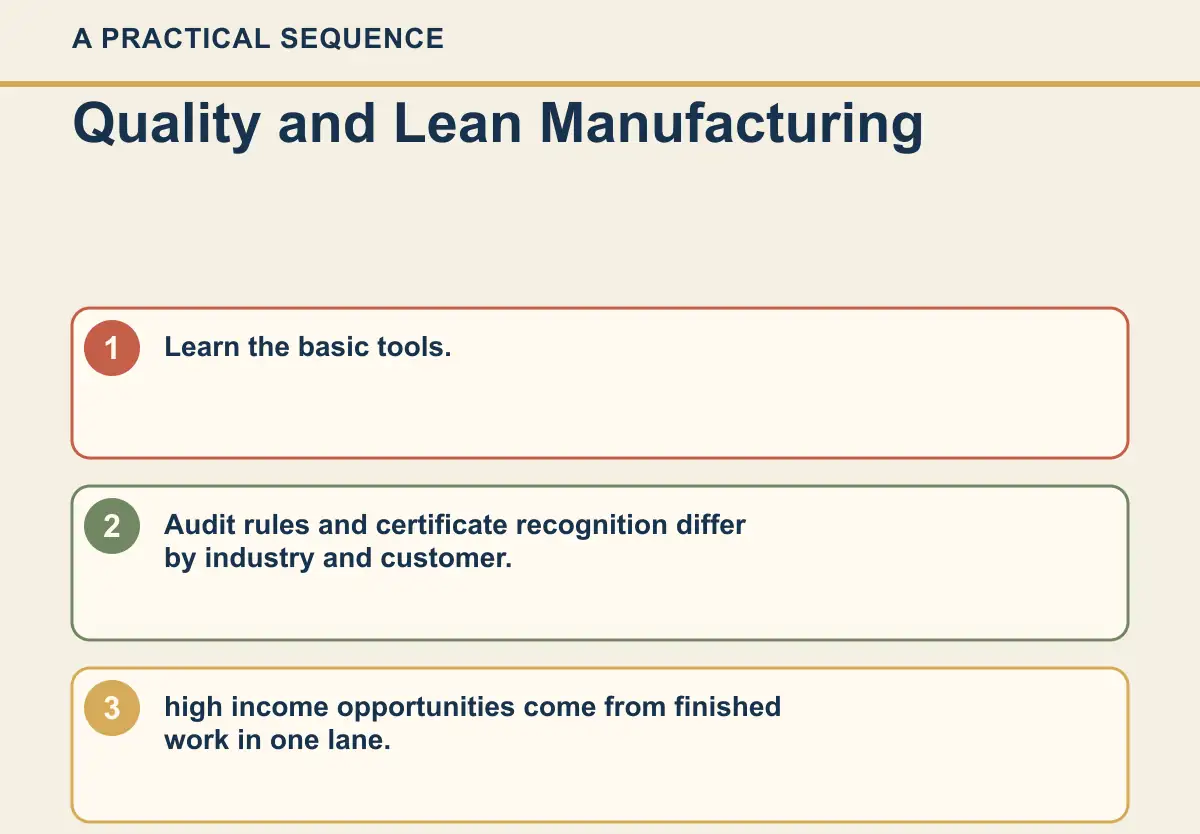 A PRACTICAL SEQUENCE
Quality and Lean Manufacturing
1
Learn the basic tools.
2
Audit rules and certificate recognition differ
by industry and customer.
3
high income opportunities come from finished
work in one lane.